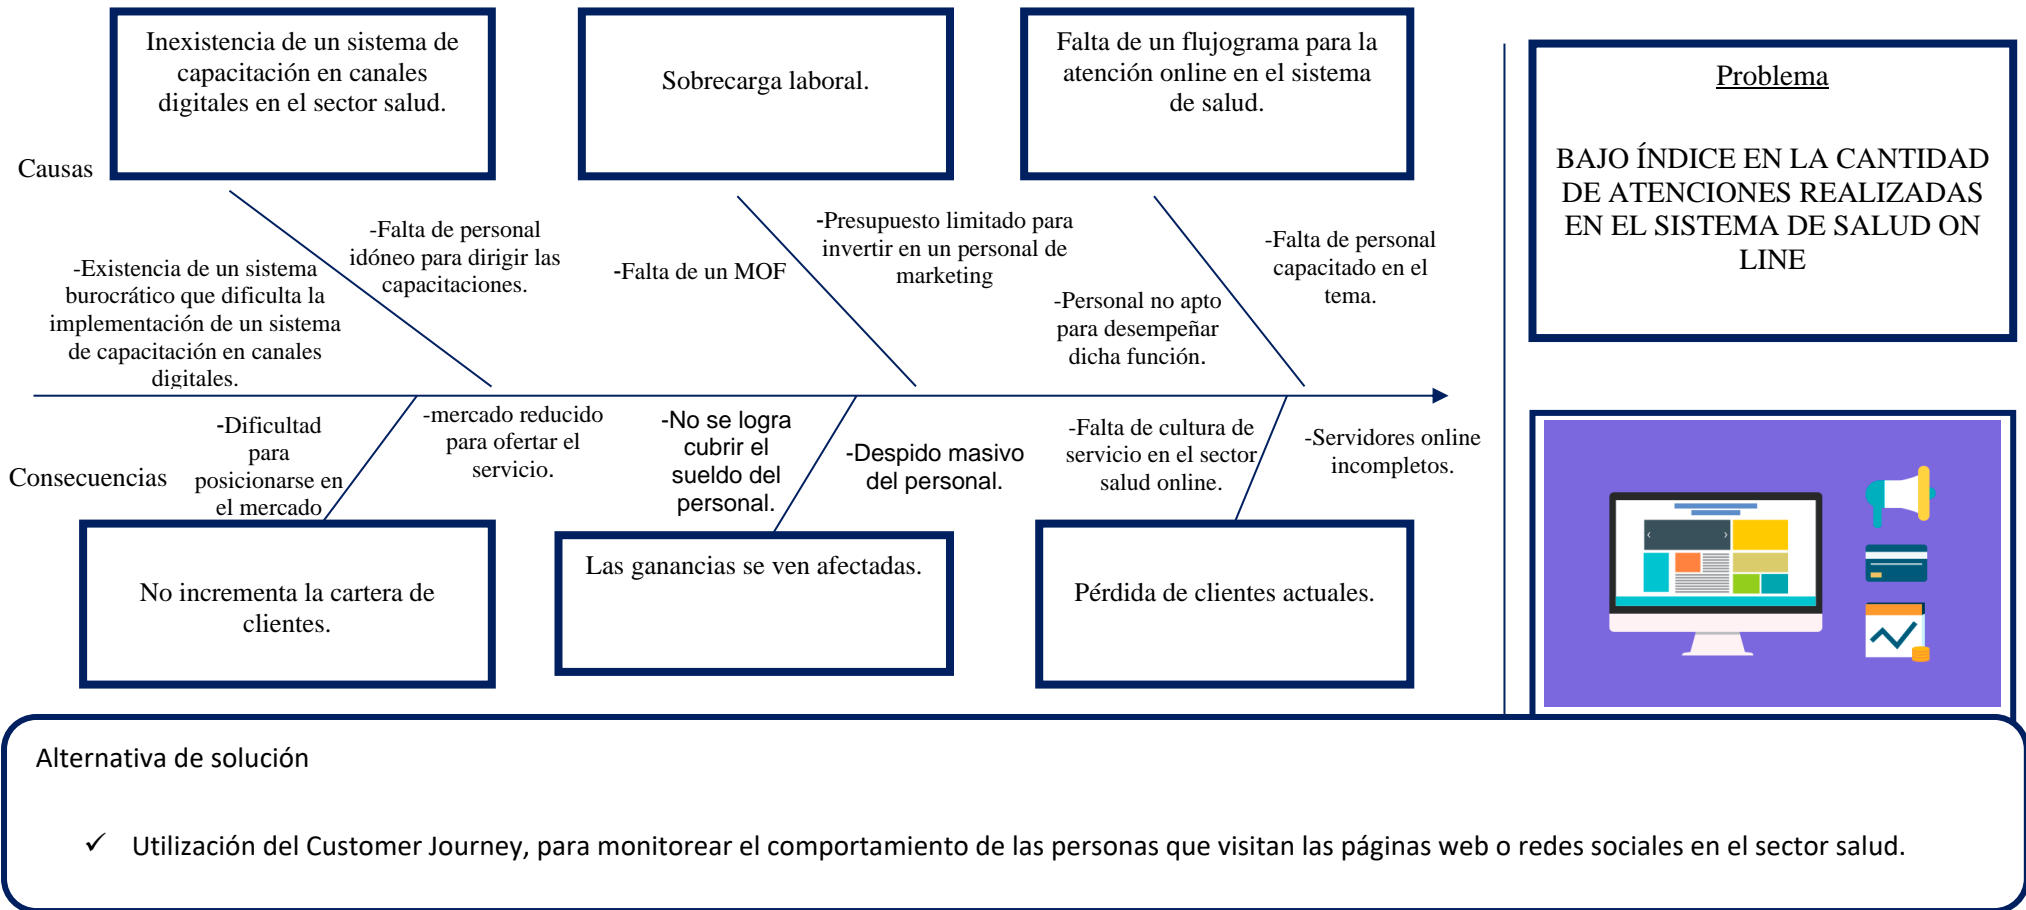 Inexistencia de un sistema de
capacitación en canales
digitales en el sector salud.
Sobrecarga laboral.
Falta de un flujograma para la
atención online en el sistema
de salud.
Problema
BAJO ÍNDICE EN LA CANTIDAD
DE ATENCIONES REALIZADAS
EN EL SISTEMA DE SALUD ON
LINE
Causas
-Existencia de un sistema
burocrático que dificulta la
implementación de un sistema
de capacitación en canales
digitales.
-Falta de personal
idóneo para dirigir las
capacitaciones.
-Falta de un MOF
-Presupuesto limitado para
invertir en un personal de
marketing
-Personal no apto
para desempeñar
dicha función.
-Falta de personal
capacitado en el
tema.
Consecuencias
-Dificultad
para
posicionarse en
el mercado
-mercado reducido
para ofertar el
servicio.
-No se logra
cubrir el
sueldo del
personal.
-Despido masivo
del personal.
-Falta de cultura de
servicio en el sector
salud online.
-Servidores online
incompletos.
No incrementa la cartera de
clientes.
Las ganancias se ven afectadas.
Pérdida de clientes actuales.
Alternativa de solución
✓ Utilización del Customer Journey, para monitorear el comportamiento de las personas que visitan las páginas web o redes sociales en el sector salud.